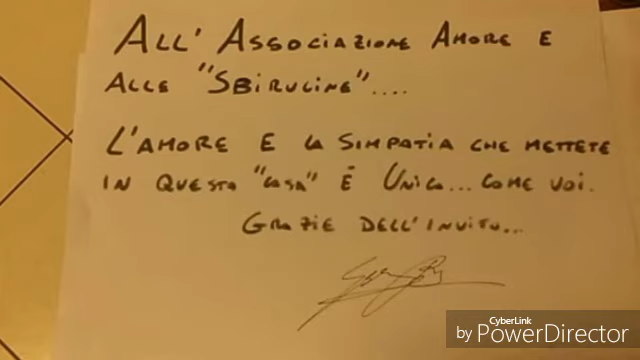 ALL' ASSOCIAZIONE AMORE E
ALLE "SBIRULINE"....
L'AMORE E LA SIMPATIA CHE METTETE
IN QUESTA "CASA" È UNICA... COME VOI.
GRAZIE DELL'INVITO...
CyberLink
by PowerDirector